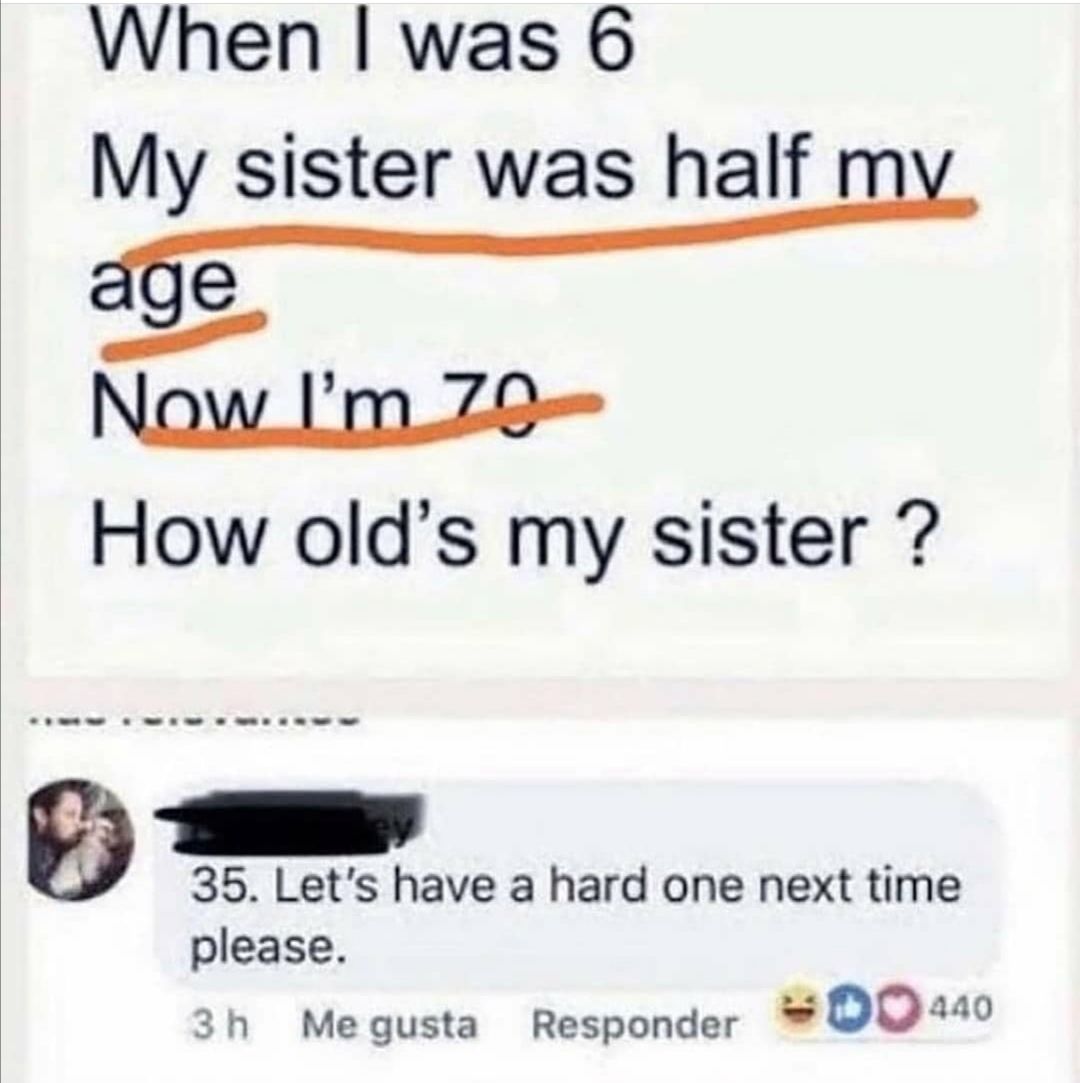 When I was 6
My sister was half my
age
Now I'm 70
How old's my sister ?
35. Let's have a hard one next time
please.
3 h Me gusta Responder 440